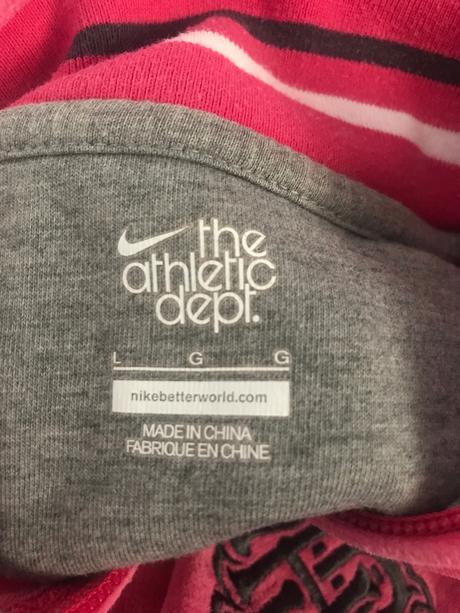 the
athletic
dept.
L G G
nikebetterworld.com
MADE IN CHINA
FABRIQUE EN CHINE